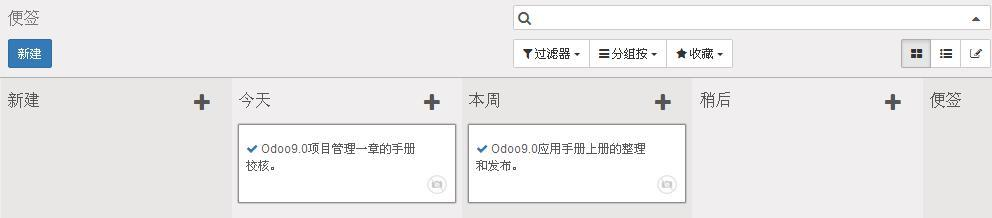 便签
新建
过滤器 分组按 收藏
新建 今天 本周 稍后 便签
Odoo9.0项目管理一章的手册
校核。
Odoo9.0应用手册上册的整理
和发布。